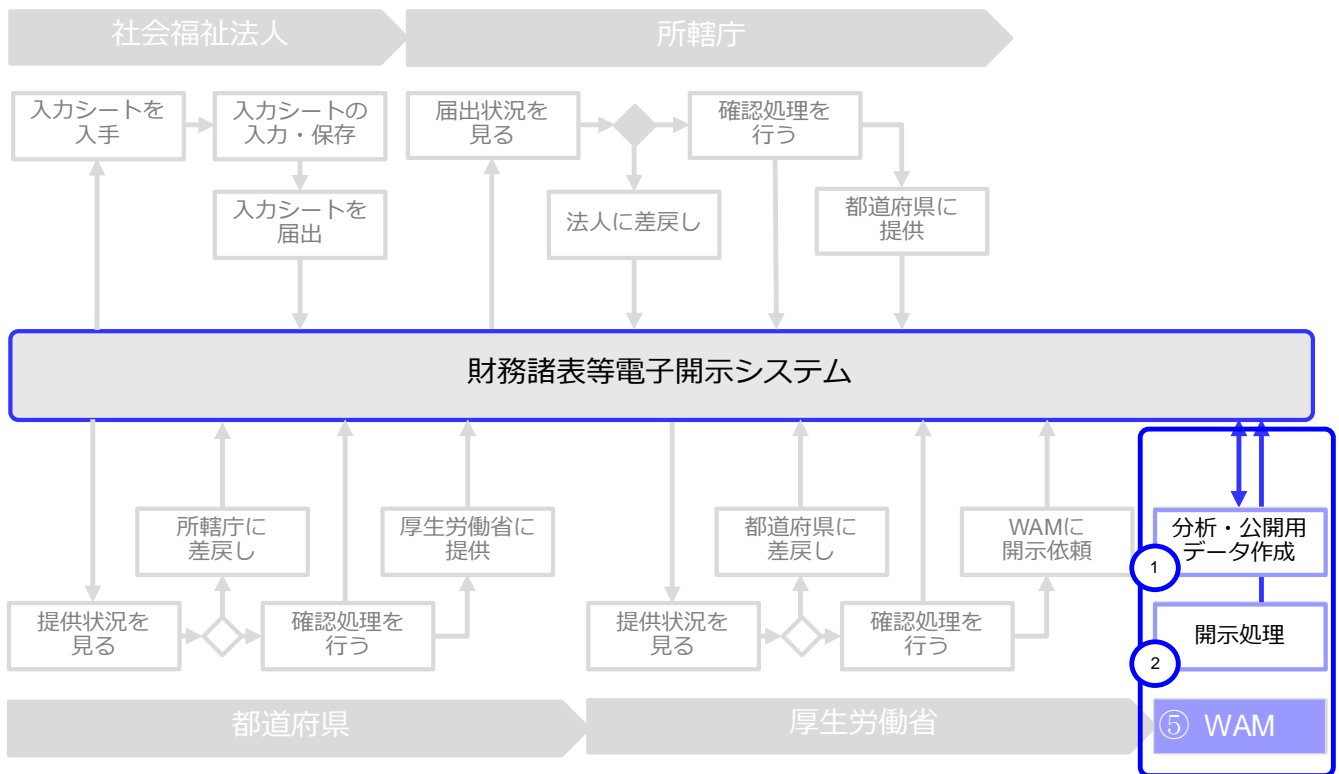 社会福祉法人
所轄庁
入力シートを
入手
入力シートの
入力・保存
入力シートを
届出
届出状況を
見る
法人に差戻し
確認処理を
行う
都道府県に
提供
財務諸表等電子開示システム
提供状況を
見る
所轄庁に
差戻し
確認処理を
行う
厚生労働省に
提供
提供状況を
見る
都道府県に
差戻し
確認処理を
行う
WAMに
開示依頼
分析・公開用
データ作成
1
開示処理
2
都道府県
厚生労働省
⑤ WAM